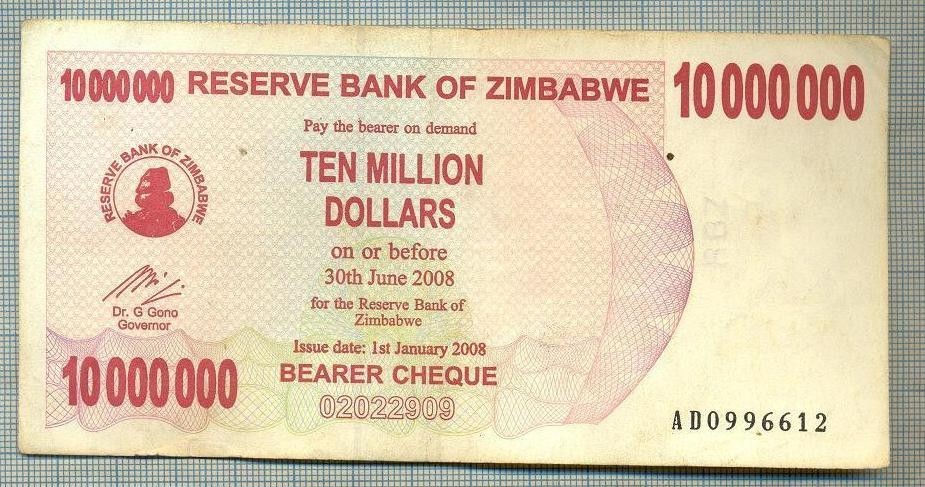 10 000 000 RESERVE BANK OF ZIMBABWE 10 000 000
Pay the bearer on demand
TEN MILLION
DOLLARS
RESERVE BANK OF ZIMBABWE
on or before
30th June 2008
for the Reserve Bank of
Zimbabwe
Dr. G Gono
Governor
Issue date: 1st January 2008
10 000 000
BEARER CHEQUE
02022909
AD0996612
RBZ